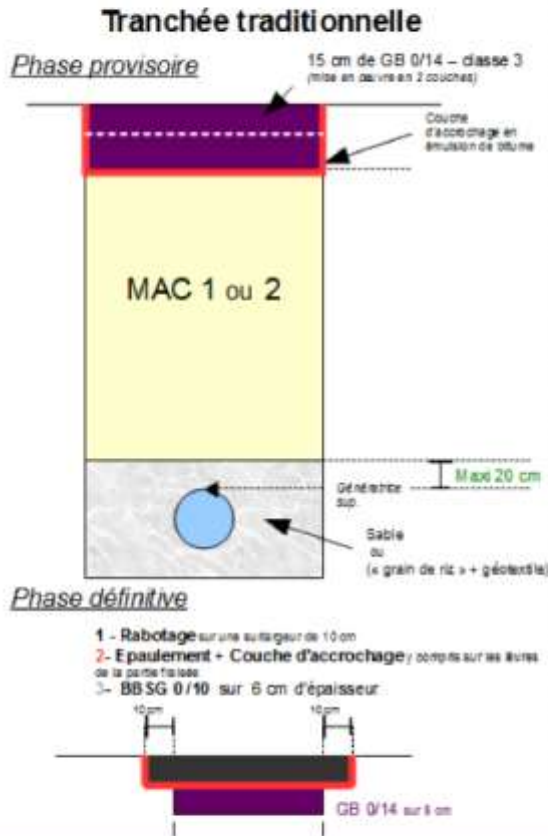 Tranchée traditionnelle
Phase provisoire
15 cm de GB 0/14 – classe 3
(mise en œuvre en 2 couches)
Couche
d'accrochage en
émulsion de bitume
MAC 1 ou 2
Maxi 20 cm
Génératrice
sup.
Sable
ou
(« grain de riz » + géotextile)
Phase définitive
1 - Rabotage sur une surlargeur de 10 cm
2- Epaulement + Couche d'accrochage y compris sur les lèvres
de la partie fraisée
3- BBSG 0/10 sur 6 cm d'épaisseur
10 cm
10 cm
GB 0/14 sur